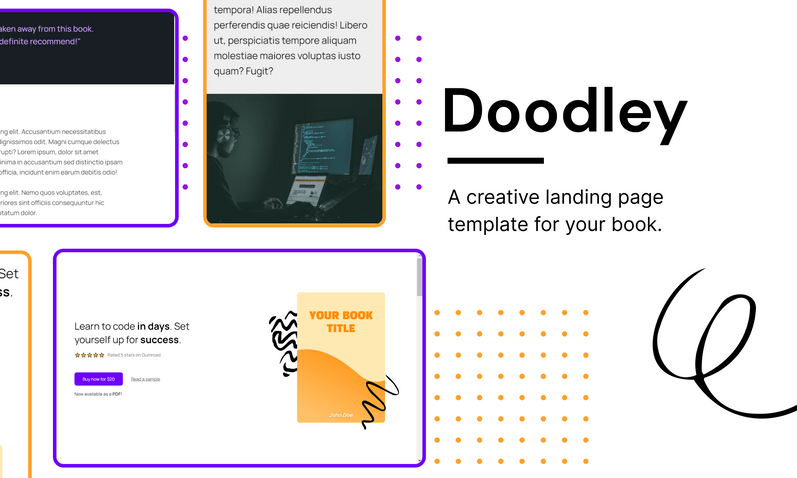 aken away from this book.
definite recommend!"
ng elit. Accusantium necessitatibus
dignissimos odit. Magni cumque delectus
rupti? Lorem ipsum, dolor sit amet
inima in accusantium sed distinctio ipsam
officia, incidunt enim earum debitis odio!
ng elit. Nemo quos voluptates, est,
riores sint officiis consequuntur hic
utatum dolor.
tempora! Alias repellendus
perferendis quae reiciendis! Libero
ut, perspiciatis tempore aliquam
molestiae maiores voluptas iusto
quam? Fugit?
Doodley
A creative landing page
template for your book.
Set
ss.
Learn to code in days. Set
yourself up for success.
Rated 5 stars on Gumroad
Buy now for $20
Read a sample
Now available as a PDF!
YOUR BOOK
TITLE
John Doe